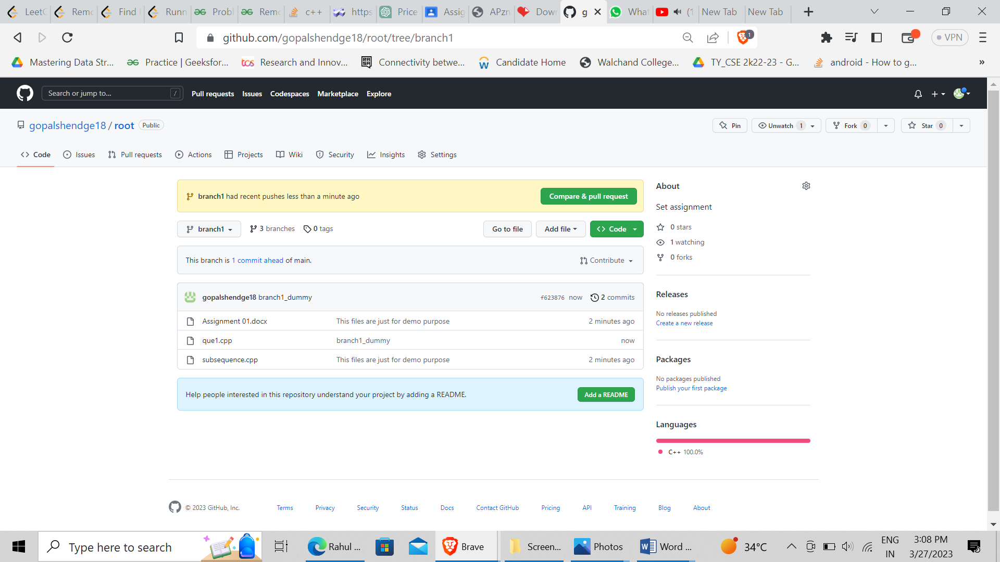 LeetC Remo Find Runn Probl Remo c++ https Price Assig APzn Dow g What (1 New Tab New Tab
github.com/gopalshendge18/root/tree/branch1 1 VPN
Mastering Data Str... Practice | Geeksfor... tcs Research and Innov... RASA Connectivity betwe... Candidate Home Walchand College... TY_CSE 2k22-23 - G... android - How to g... »
Search or jump to... / Pull requests Issues Codespaces Marketplace Explore
gopalshendge18 / root Public Pin Unwatch 1 Fork 0 Star 0
Code Issues Pull requests Actions Projects Wiki Security Insights Settings
branch1 had recent pushes less than a minute ago Compare & pull request
branch1 3 branches 0 tags Go to file Add file Code
This branch is 1 commit ahead of main. Contribute
gopalshendge18 branch1_dummy f623876 now 2 commits
Assignment 01.docx This files are just for demo purpose 2 minutes ago
que1.cpp branch1_dummy now
subsequence.cpp This files are just for demo purpose 2 minutes ago
Help people interested in this repository understand your project by adding a README. Add a README
About
Set assignment
0 stars
1 watching
0 forks
Releases
No releases published
Create a new release
Packages
No packages published
Publish your first package
Languages
C++ 100.0%
© 2023 GitHub, Inc. Terms Privacy Security Status Docs Contact GitHub Pricing API Training Blog About
Type here to search Rahul ... Brave Screen... Photos Word ... 34°C ENG 3:08 PM
IN 3/27/2023